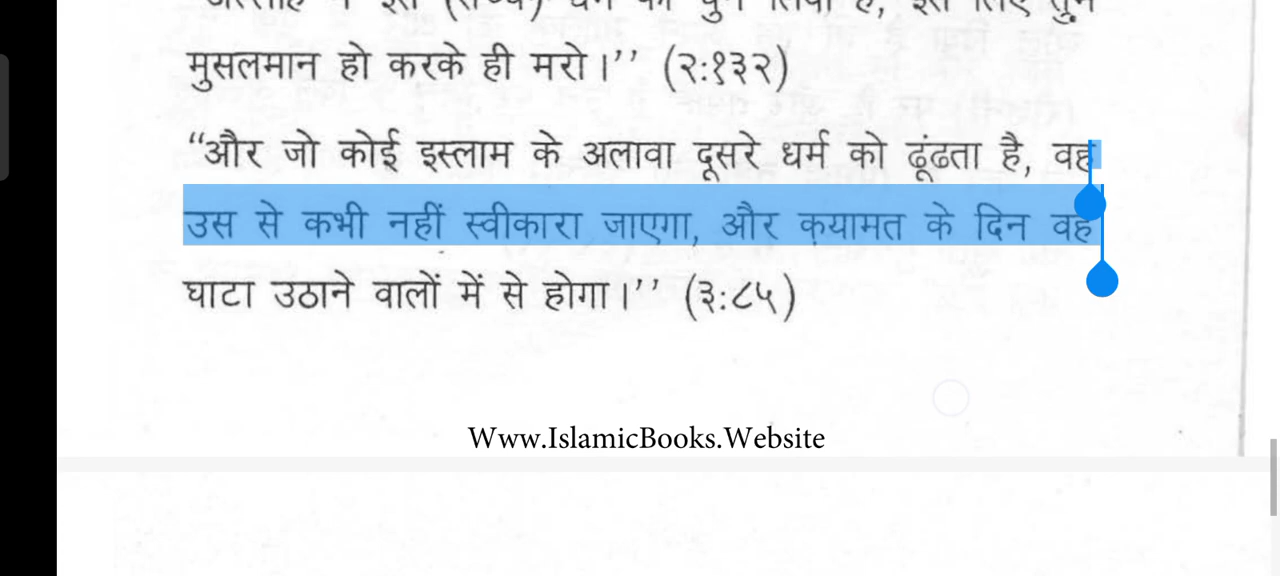 मुसलमान हो करके ही मरो।’’ (२:१३२)
“और जो कोई इस्लाम के अलावा दूसरे धर्म को ढूंढता है, वह
उस से कभी नहीं स्वीकारा जाएगा, और क़यामत के दिन वह
घाटा उठाने वालों में से होगा।’’ (३:८५)
Www.IslamicBooks.Website